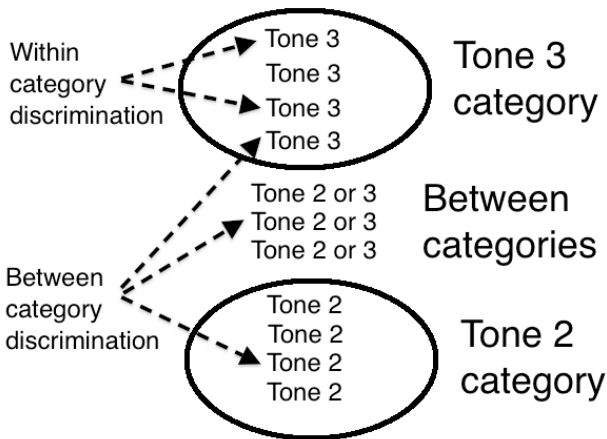 Within
category
discrimination
Tone 3
Tone 3
Tone 3
Tone 3
Tone 3
category
Tone 2 or 3
Tone 2 or 3
Tone 2 or 3
Between
categories
Between
category
discrimination
Tone 2
Tone 2
Tone 2
Tone 2
Tone 2
category